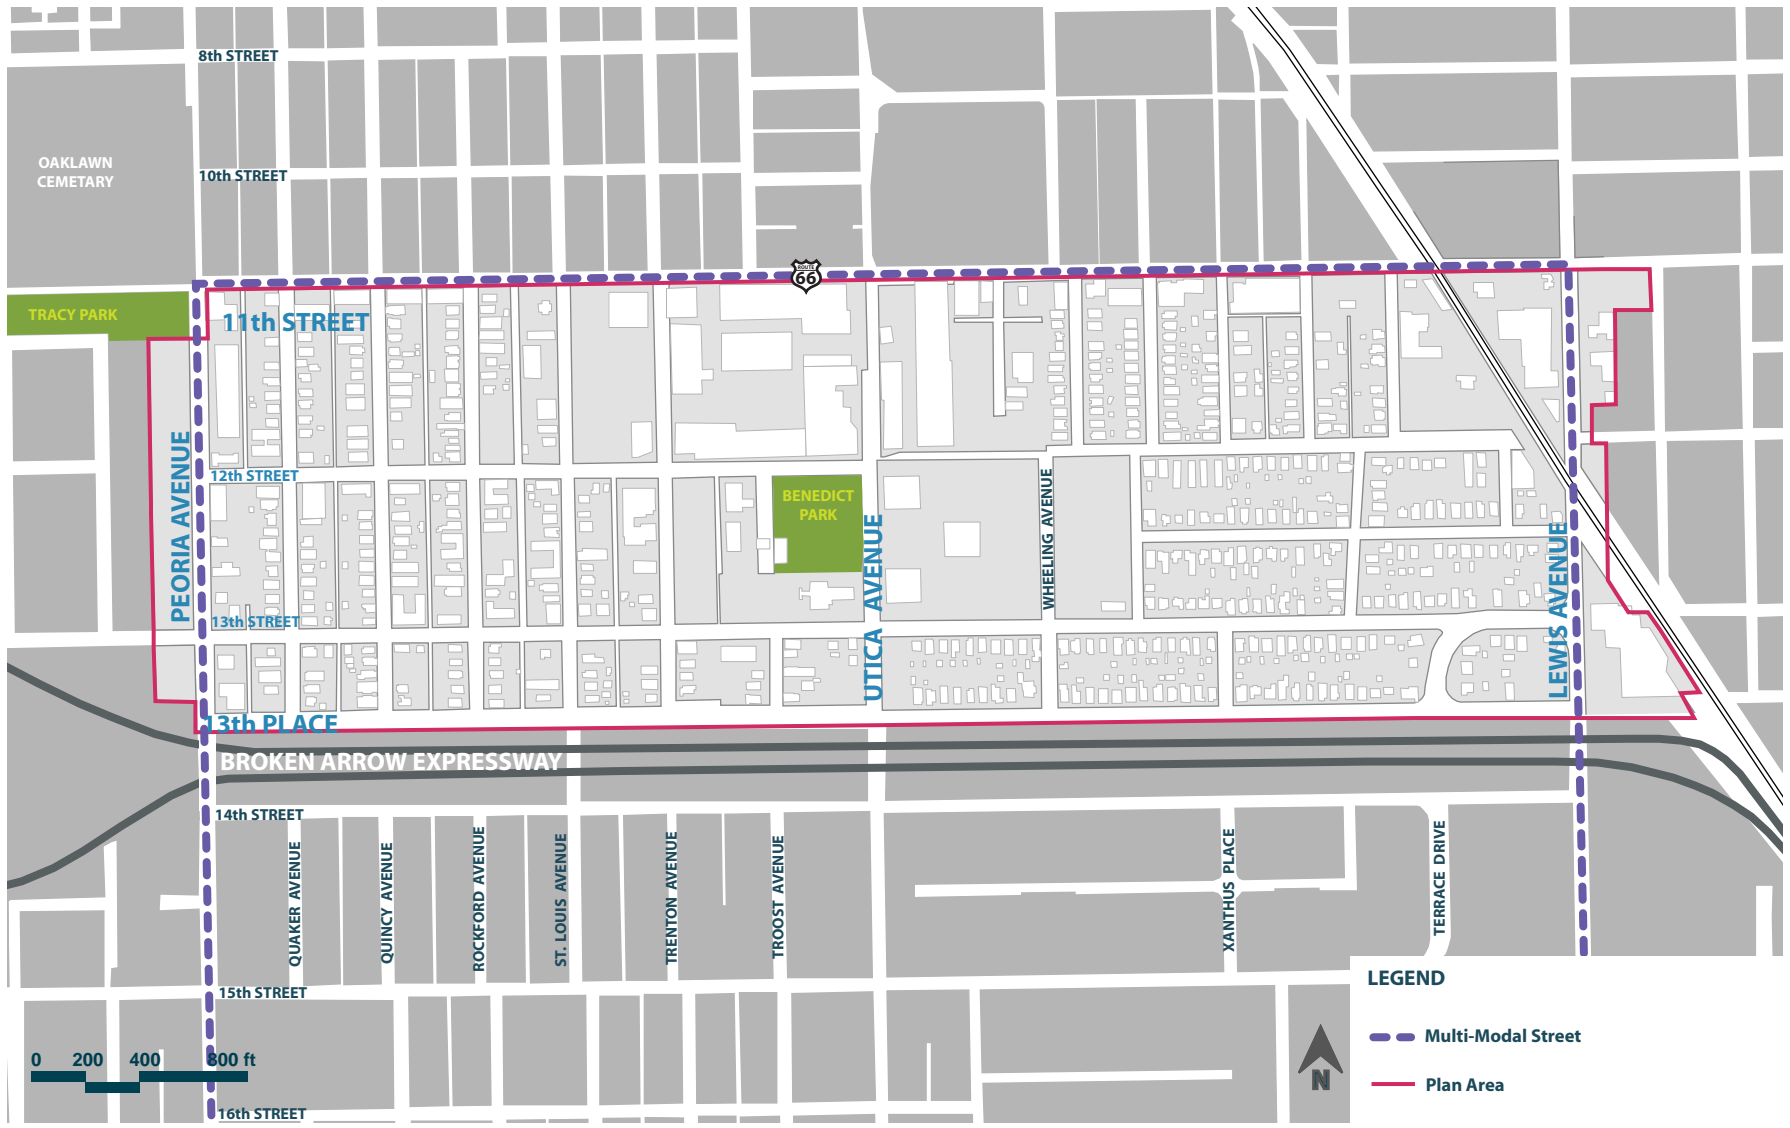 8th STREET
OAKLAWN
CEMETARY
10th STREET
ROUTE
66
TRACY PARK
11th STREET
PEORIA AVENUE
12th STREET
BENEDICT
PARK
UTICA AVENUE
WHEELING AVENUE
LEWIS AVENUE
13th STREET
13th PLACE
BROKEN ARROW EXPRESSWAY
14th STREET
QUAKER AVENUE
QUINCY AVENUE
ROCKFORD AVENUE
ST. LOUIS AVENUE
TRENTON AVENUE
TROOST AVENUE
XANTHUS PLACE
TERRACE DRIVE
15th STREET
LEGEND
Multi-Modal Street
Plan Area
N
0 200 400 800 ft
16th STREET